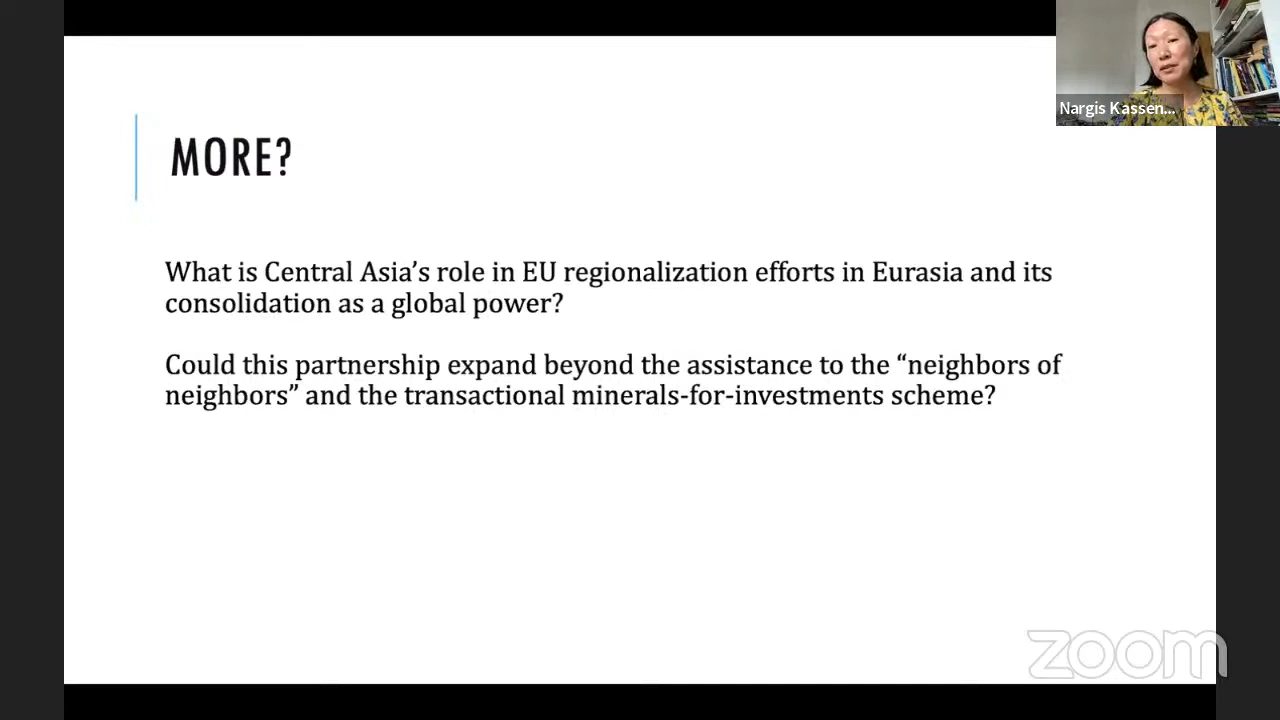 Nargis Kassen...
MORE?
What is Central Asia’s role in EU regionalization efforts in Eurasia and its
consolidation as a global power?
Could this partnership expand beyond the assistance to the “neighbors of
neighbors” and the transactional minerals-for-investments scheme?
zoom